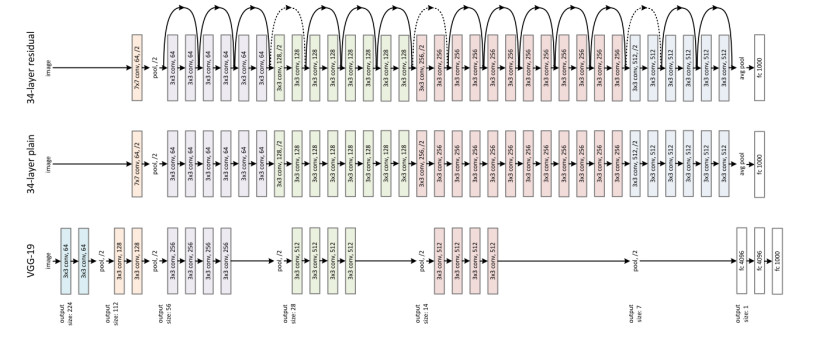 34-layer residual
image
7x7 conv, 64, /2
pool, /2
3x3 conv, 64
3x3 conv, 64
3x3 conv, 64
3x3 conv, 64
3x3 conv, 64
3x3 conv, 64
3x3 conv, 128, /2
3x3 conv, 128
3x3 conv, 128
3x3 conv, 128
3x3 conv, 128
3x3 conv, 128
3x3 conv, 128
3x3 conv, 128
3x3 conv, 256, /2
3x3 conv, 256
3x3 conv, 256
3x3 conv, 256
3x3 conv, 256
3x3 conv, 256
3x3 conv, 256
3x3 conv, 256
3x3 conv, 256
3x3 conv, 256
3x3 conv, 256
3x3 conv, 256
3x3 conv, 512, /2
3x3 conv, 512
3x3 conv, 512
3x3 conv, 512
3x3 conv, 512
3x3 conv, 512
avg pool
fc 1000
34-layer plain
image
7x7 conv, 64, /2
pool, /2
3x3 conv, 64
3x3 conv, 64
3x3 conv, 64
3x3 conv, 64
3x3 conv, 64
3x3 conv, 64
3x3 conv, 128, /2
3x3 conv, 128
3x3 conv, 128
3x3 conv, 128
3x3 conv, 128
3x3 conv, 128
3x3 conv, 128
3x3 conv, 128
3x3 conv, 256, /2
3x3 conv, 256
3x3 conv, 256
3x3 conv, 256
3x3 conv, 256
3x3 conv, 256
3x3 conv, 256
3x3 conv, 256
3x3 conv, 256
3x3 conv, 256
3x3 conv, 256
3x3 conv, 256
3x3 conv, 512, /2
3x3 conv, 512
3x3 conv, 512
3x3 conv, 512
3x3 conv, 512
3x3 conv, 512
avg pool
fc 1000
VGG-19
image
3x3 conv, 64
3x3 conv, 64
pool, /2
3x3 conv, 128
3x3 conv, 128
pool, /2
3x3 conv, 256
3x3 conv, 256
3x3 conv, 256
3x3 conv, 256
pool, /2
3x3 conv, 512
3x3 conv, 512
3x3 conv, 512
3x3 conv, 512
pool, /2
3x3 conv, 512
3x3 conv, 512
3x3 conv, 512
3x3 conv, 512
pool, /2
fc 4096
fc 4096
fc 1000
output
size: 224
output
size: 112
output
size: 56
output
size: 28
output
size: 14
output
size: 7
output
size: 1